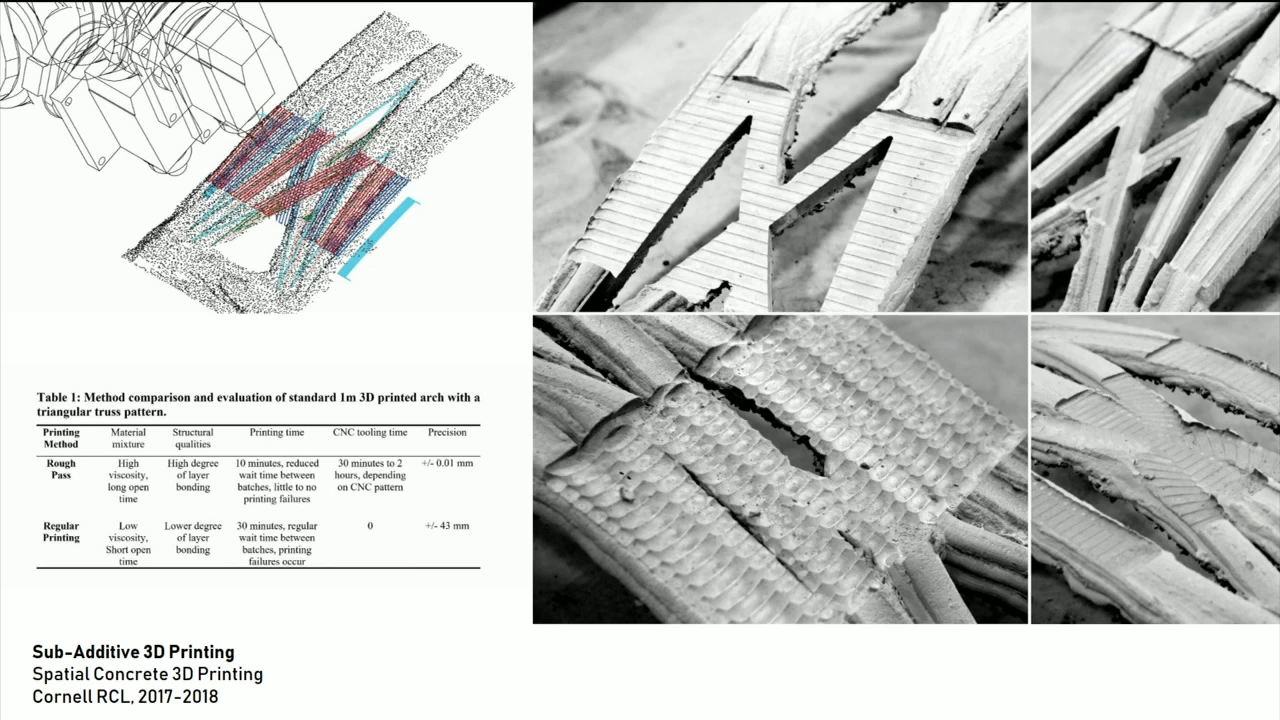 Table 1: Method comparison and evaluation of standard 1m 3D printed arch with a
triangular truss pattern.
Printing Method Material mixture Structural qualities Printing time CNC tooling time Precision
Rough Pass High viscosity, long open time High degree of layer bonding 10 minutes, reduced wait time between batches, little to no printing failures 30 minutes to 2 hours, depending on CNC pattern +/- 0.01 mm
Regular Printing Low viscosity, Short open time Lower degree of layer bonding 30 minutes, regular wait time between batches, printing failures occur 0 +/- 43 mm
Sub-Additive 3D Printing
Spatial Concrete 3D Printing
Cornell RCL, 2017-2018